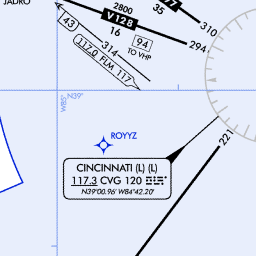 JADRO
2800
V128
16
35
77
310
294
94
TO VHP
43
314
117.0 FLM 117
W85° N39°
ROYYZ
221
CINCINNATI (L) (L)
117.3 CVG 120
N39°00.96' W84°42.20'